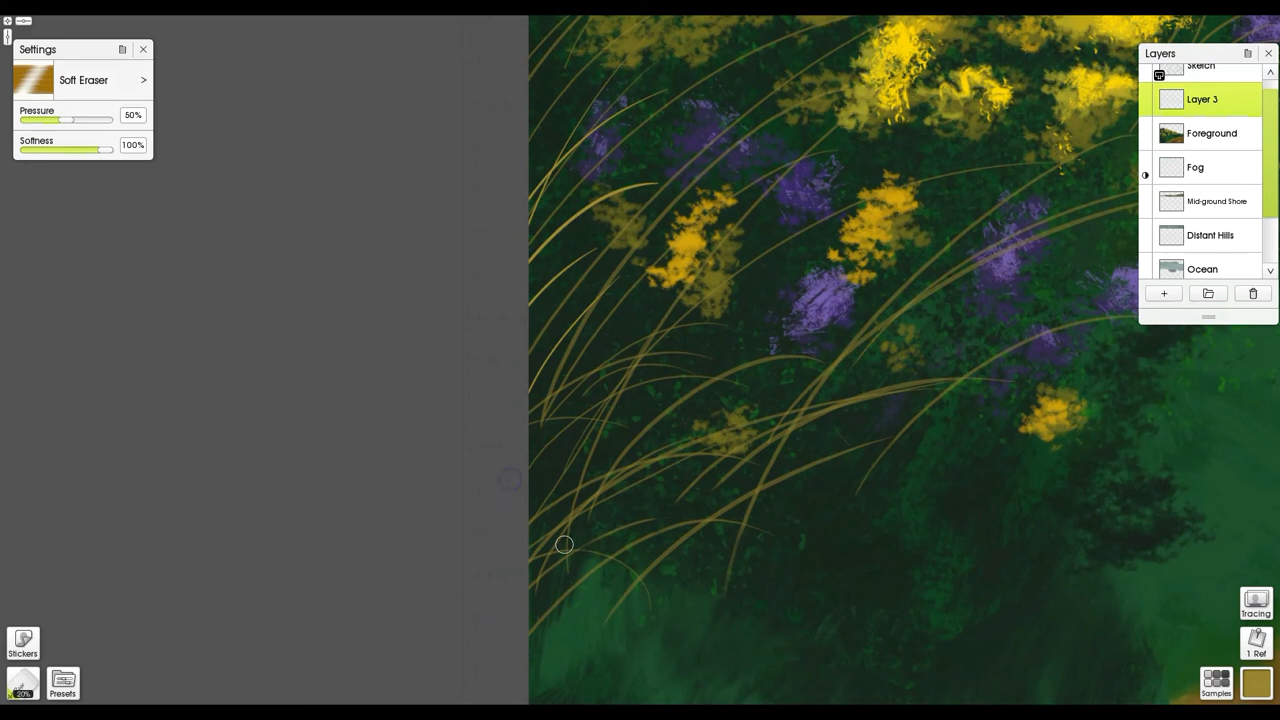 Settings
Soft Eraser
>
Pressure
50%
Softness
100%
Layers
Sketch
Layer 3
Foreground
Fog
Mid-ground Shore
Distant Hills
Ocean
+
Stickers
20%
Presets
Tracing
1 Ref
Samples